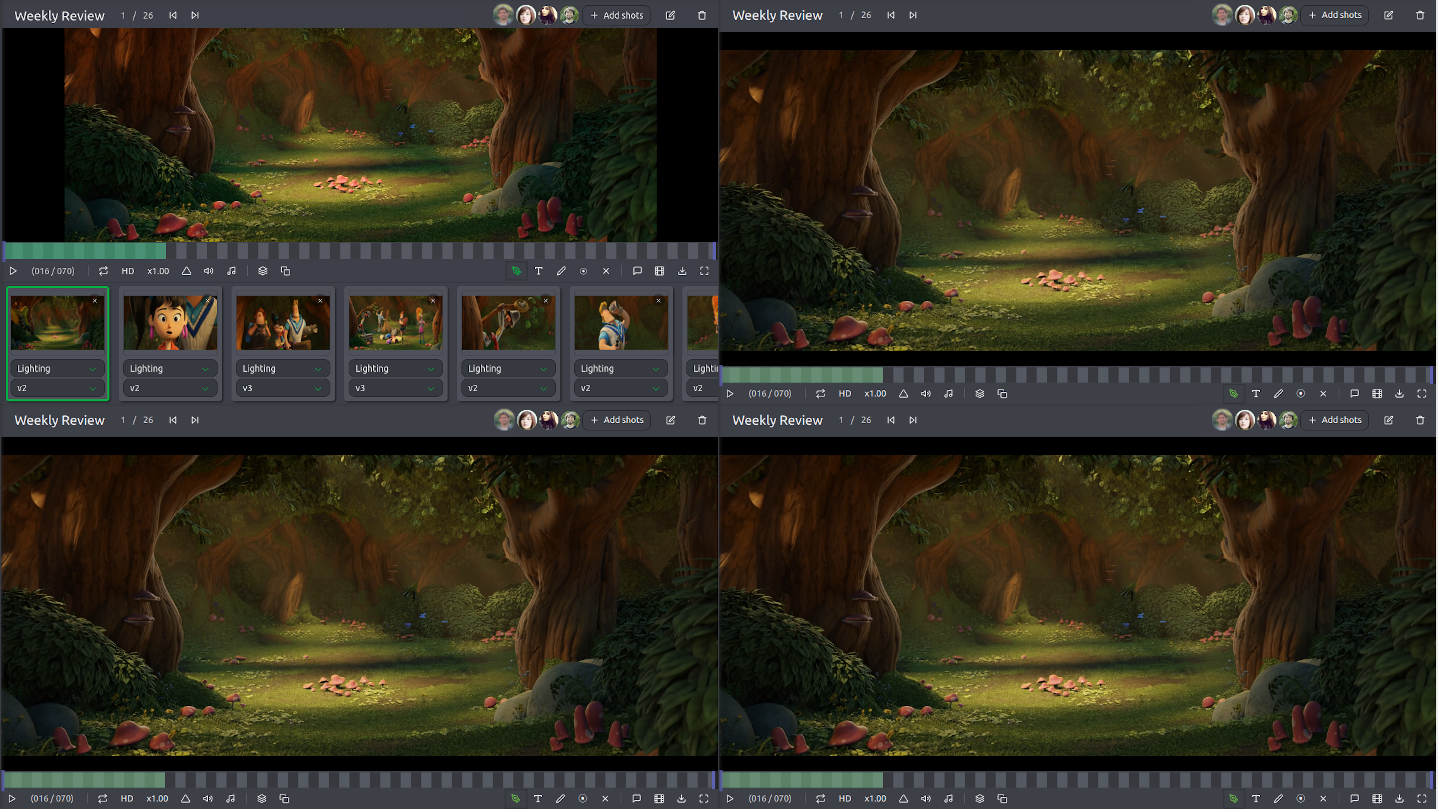 Weekly Review 1 / 26 + Add shots
(016 / 070) HD x1.00 T
Lighting Lighting Lighting Lighting Lighting Lighting Lighti
v2 v2 v3 v3 v2 v2 v2
Weekly Review 1 / 26 + Add shots
(016 / 070) HD x1.00 T
Weekly Review 1 / 26 + Add shots
(016 / 070) HD x1.00 T
Weekly Review 1 / 26 + Add shots
(016 / 070) HD x1.00 T